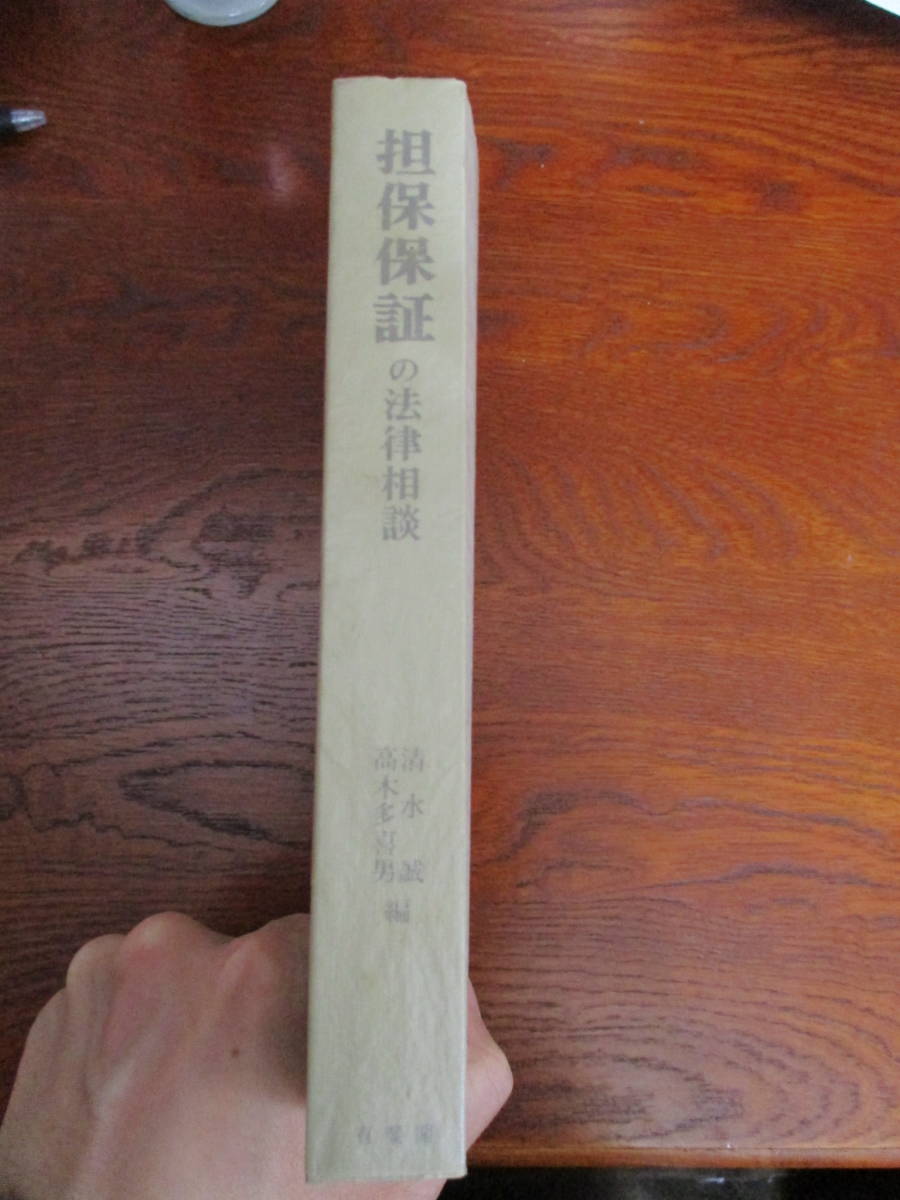 担保保証の法律相談
清水 誠
高木多喜男
編
有斐閣